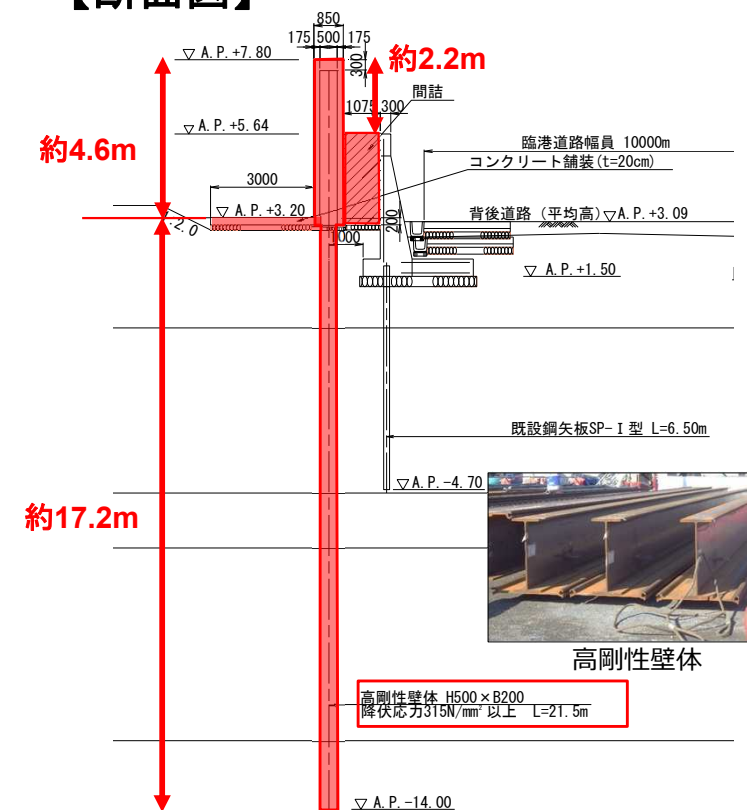 【断面図】
850
175 500 175
▽ A.P.+7.80
300
約2.2m
間詰
1075 300
▽ A.P.+5.64
臨港道路幅員 10000m
約4.6m
コンクリート舗装(t=20cm)
3000
▽ A.P.+3.20
背後道路 (平均高)▽A.P.+3.09
200
1000
▽ A.P.+1.50
既設鋼矢板SP-Ⅰ型 L=6.50m
▽A.P.-4.70
約17.2m
高剛性壁体
高剛性壁体 H500×B200
降伏応力315N/mm²以上 L=21.5m
▽ A.P.-14.00